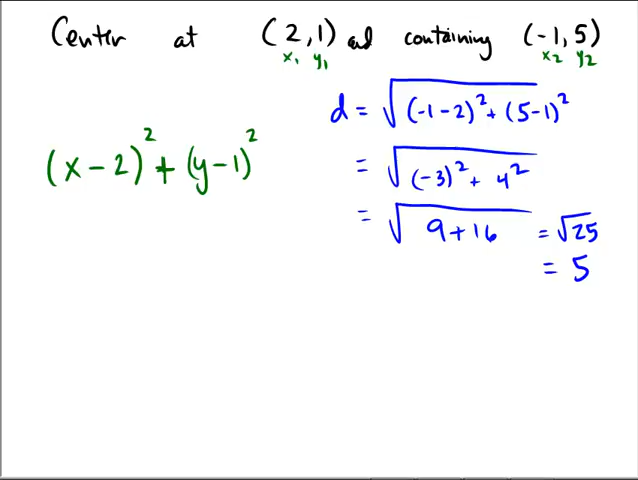 Center at (2,1) and containing (-1,5)
x₁ y₁ x₂ y₂
d = √(-1-2)² + (5-1)²
(x-2)² + (y-1)²
= √(-3)² + 4²
= √9+16 = √25
= 5